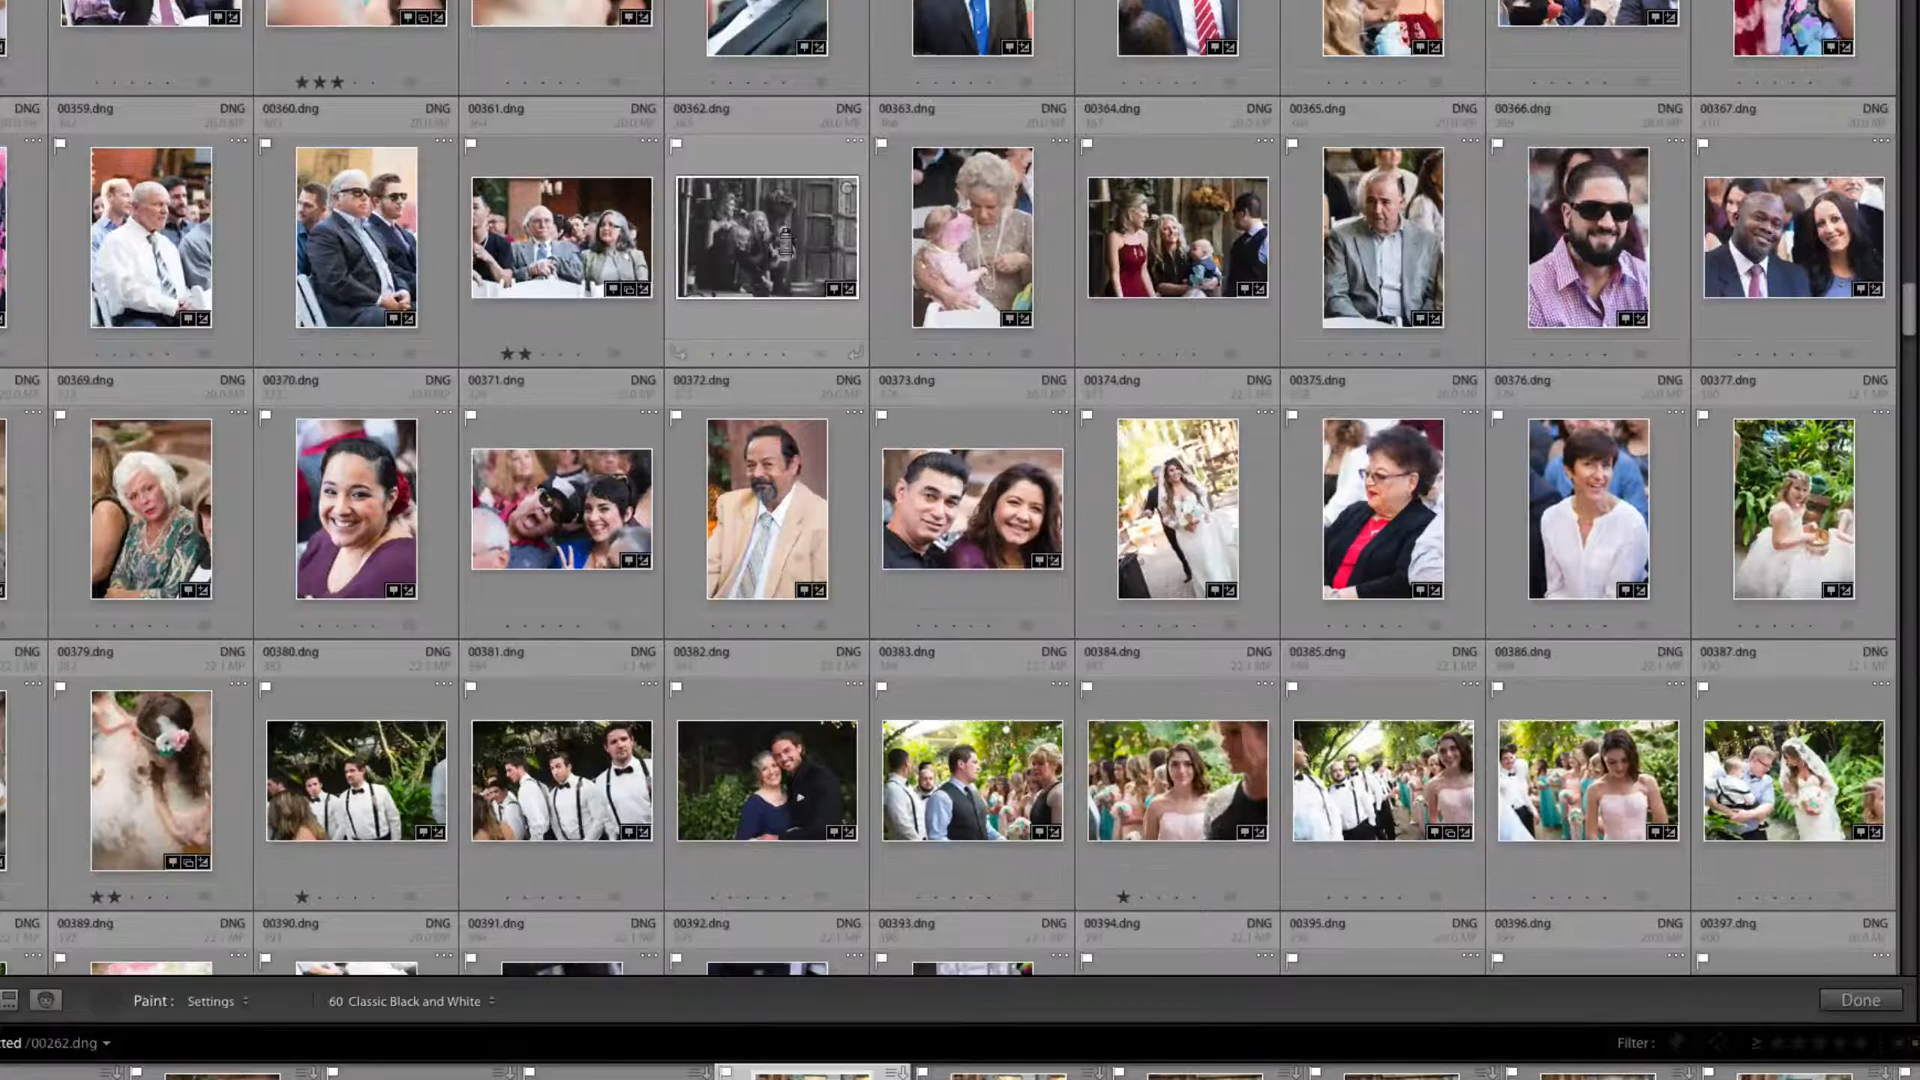 DNG 00359.dng DNG 00360.dng DNG 00361.dng DNG 00362.dng DNG 00363.dng DNG 00364.dng DNG 00365.dng DNG 00366.dng DNG 00367.dng DNG
DNG 00369.dng DNG 00370.dng DNG 00371.dng DNG 00372.dng DNG 00373.dng DNG 00374.dng DNG 00375.dng DNG 00376.dng DNG 00377.dng DNG
DNG 00379.dng DNG 00380.dng DNG 00381.dng DNG 00382.dng DNG 00383.dng DNG 00384.dng DNG 00385.dng DNG 00386.dng DNG 00387.dng DNG
DNG 00389.dng DNG 00390.dng DNG 00391.dng DNG 00392.dng DNG 00393.dng DNG 00394.dng DNG 00395.dng DNG 00396.dng DNG 00397.dng DNG
Paint : Settings 60 Classic Black and White Done
ted /00262.dng Filter :